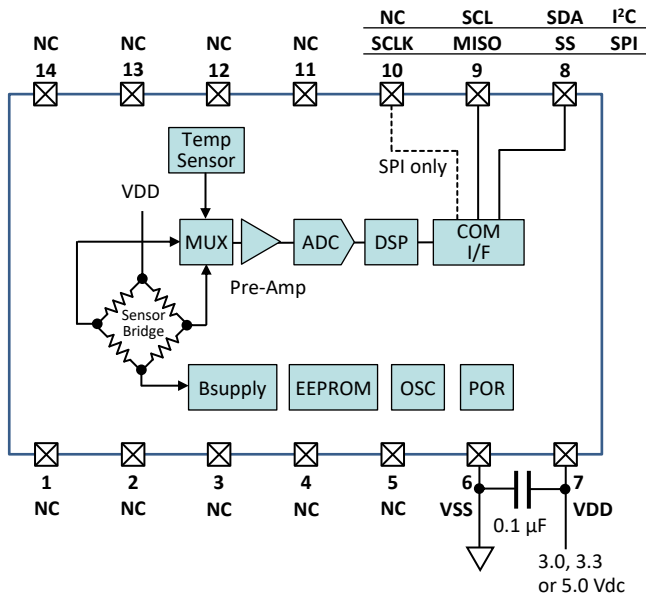 NC SCL SDA I²C
NC NC NC NC SCLK MISO SS SPI
14 13 12 11 10 9 8
Temp
Sensor
SPI only
VDD
MUX
ADC
DSP
COM
I/F
Pre-Amp
Sensor
Bridge
Bsupply
EEPROM
OSC
POR
1 2 3 4 5 6 7
NC NC NC NC NC VSS VDD
0.1 µF
3.0, 3.3
or 5.0 Vdc